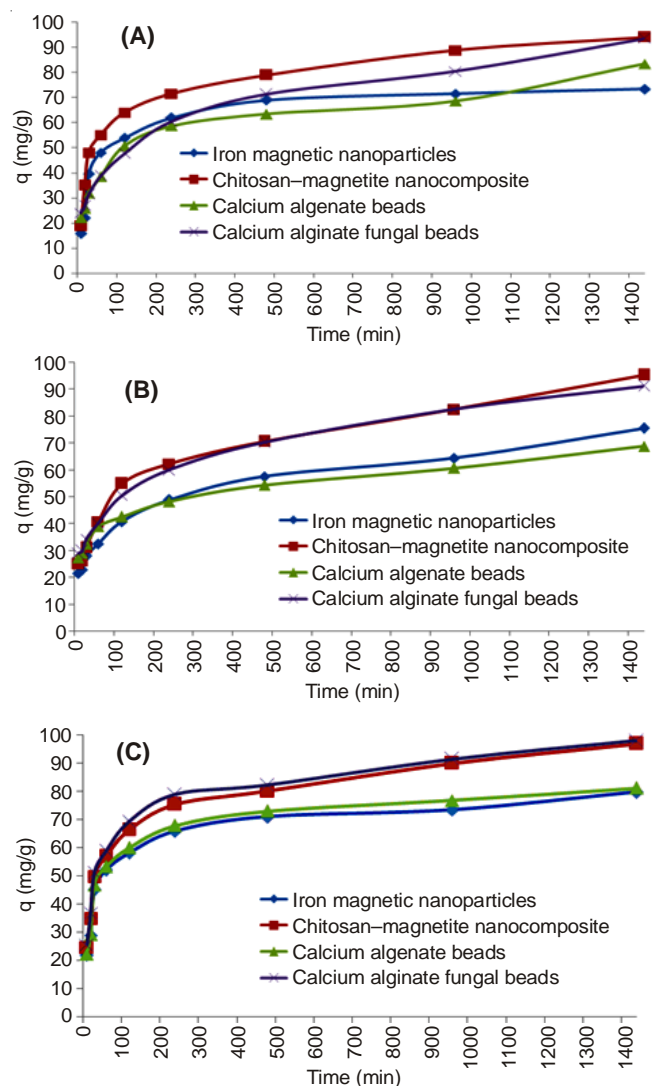 (A)
100
90
80
70
60
50
40
30
20
10
0
q (mg/g)
Iron magnetic nanoparticles
Chitosan–magnetite nanocomposite
Calcium algenate beads
Calcium alginate fungal beads
0 100 200 300 400 500 600 700 800 900 1000 1100 1200 1300 1400
Time (min)
(B)
100
90
80
70
60
50
40
30
20
10
0
q (mg/g)
Iron magnetic nanoparticles
Chitosan–magnetite nanocomposite
Calcium algenate beads
Calcium alginate fungal beads
0 100 200 300 400 500 600 700 800 900 1000 1100 1200 1300 1400
Time (min)
(C)
100
90
80
70
60
50
40
30
20
10
0
q (mg/g)
Iron magnetic nanoparticles
Chitosan–magnetite nanocomposite
Calcium algenate beads
Calcium alginate fungal beads
0 100 200 300 400 500 600 700 800 900 1000 1100 1200 1300 1400
Time (min)